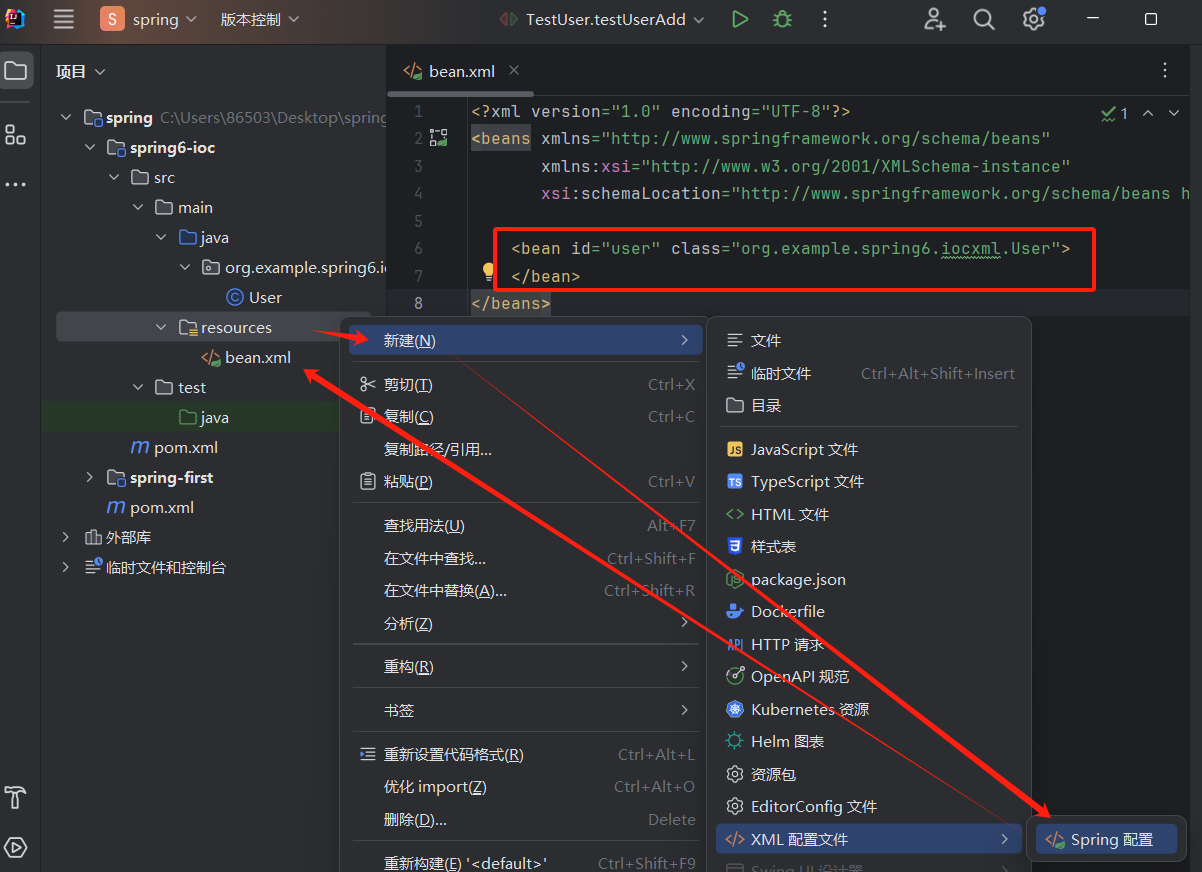 S spring 版本控制 TestUser.testUserAdd
项目
bean.xml
spring C:\Users\86503\Desktop\spring
spring6-ioc
src
main
java
org.example.spring6.i
User
resources
bean.xml
test
java
pom.xml
spring-first
pom.xml
外部库
临时文件和控制台
1 <?xml version="1.0" encoding="UTF-8"?>
1
2 <beans xmlns="http://www.springframework.org/schema/beans"
3 xmlns:xsi="http://www.w3.org/2001/XMLSchema-instance"
4 xsi:schemaLocation="http://www.springframework.org/schema/beans h
5
6 <bean id="user" class="org.example.spring6.iocxml.User">
7 </bean>
8 </beans>
新建(N)
剪切(T) Ctrl+X
复制(C) Ctrl+C
复制路径/引用...
粘贴(P) Ctrl+V
查找用法(U) Alt+F7
在文件中查找... Ctrl+Shift+F
在文件中替换(A)... Ctrl+Shift+R
分析(Z)
重构(R)
书签
重新设置代码格式(R) Ctrl+Alt+L
优化 import(Z) Ctrl+Alt+O
删除(D)... Delete
重新构建(E) '<default>' Ctrl+Shift+F9
文件
临时文件 Ctrl+Alt+Shift+Insert
目录
JS JavaScript 文件
TS TypeScript 文件
HTML 文件
样式表
package.json
Dockerfile
API HTTP 请求
OpenAPI 规范
Kubernetes 资源
Helm 图表
资源包
EditorConfig 文件
XML 配置文件
Swing UI 设计器
Spring 配置